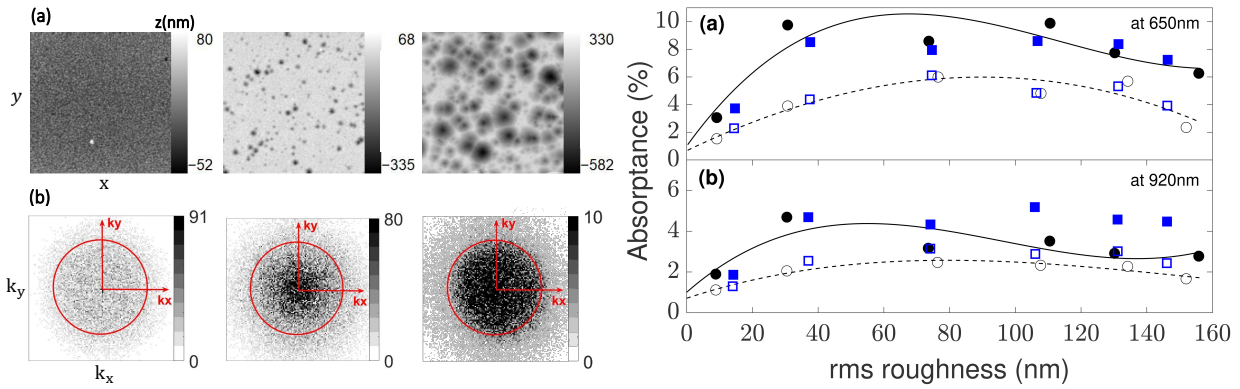 (a)
z(nm)
80
68
330
y
−52
−335
−582
x
(b)
91
80
10
ky
ky
ky
kx
kx
kx
k_y
0
0
0
k_x
(a)
at 650nm
10
8
6
4
2
0
(b)
at 920nm
6
4
2
0
Absorptance (%)
0 20 40 60 80 100 120 140 160
rms roughness (nm)